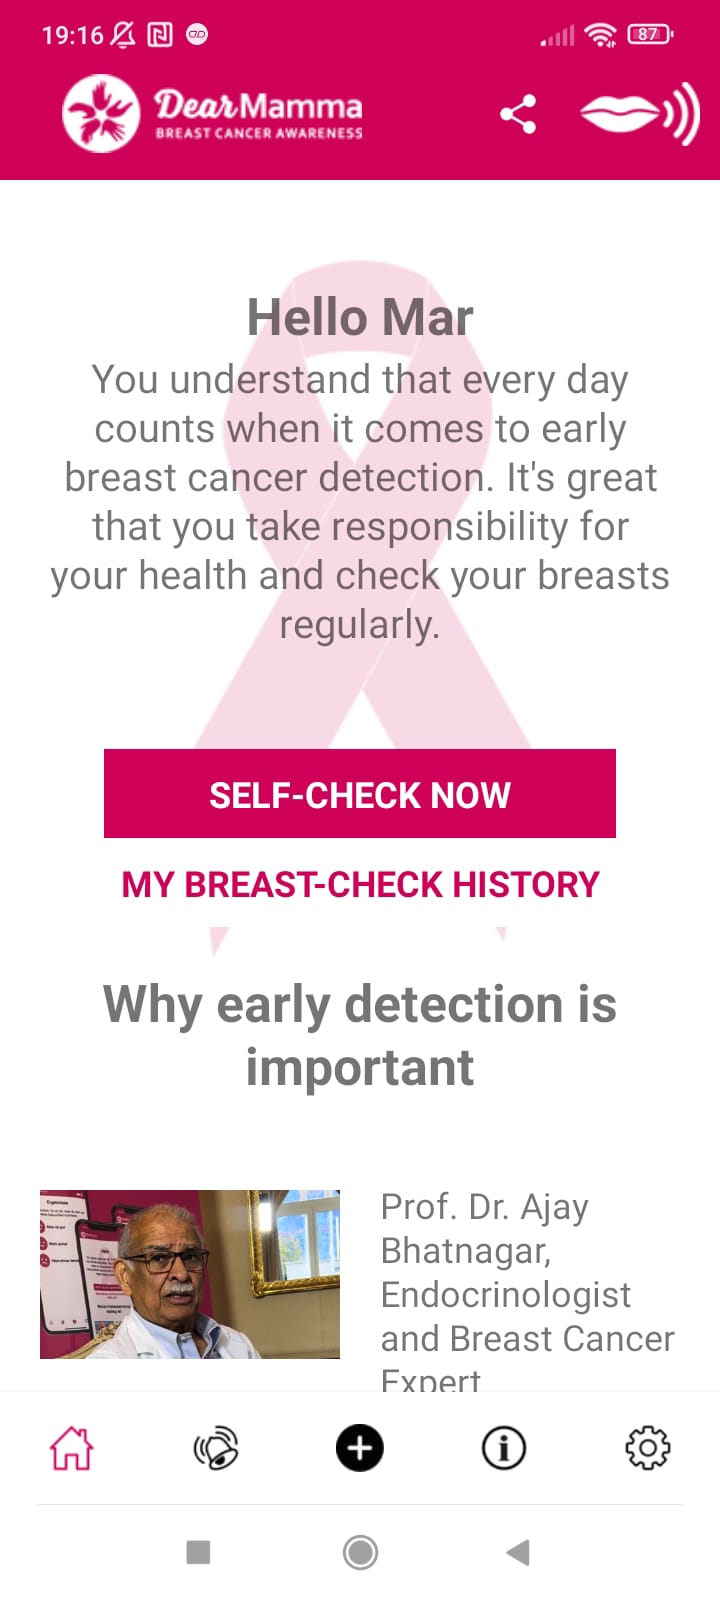 19:16
87
DearMamma
BREAST CANCER AWARENESS
Hello Mar
You understand that every day
counts when it comes to early
breast cancer detection. It's great
that you take responsibility for
your health and check your breasts
regularly.
SELF-CHECK NOW
MY BREAST-CHECK HISTORY
Why early detection is
important
Prof. Dr. Ajay
Bhatnagar,
Endocrinologist
and Breast Cancer
Expert